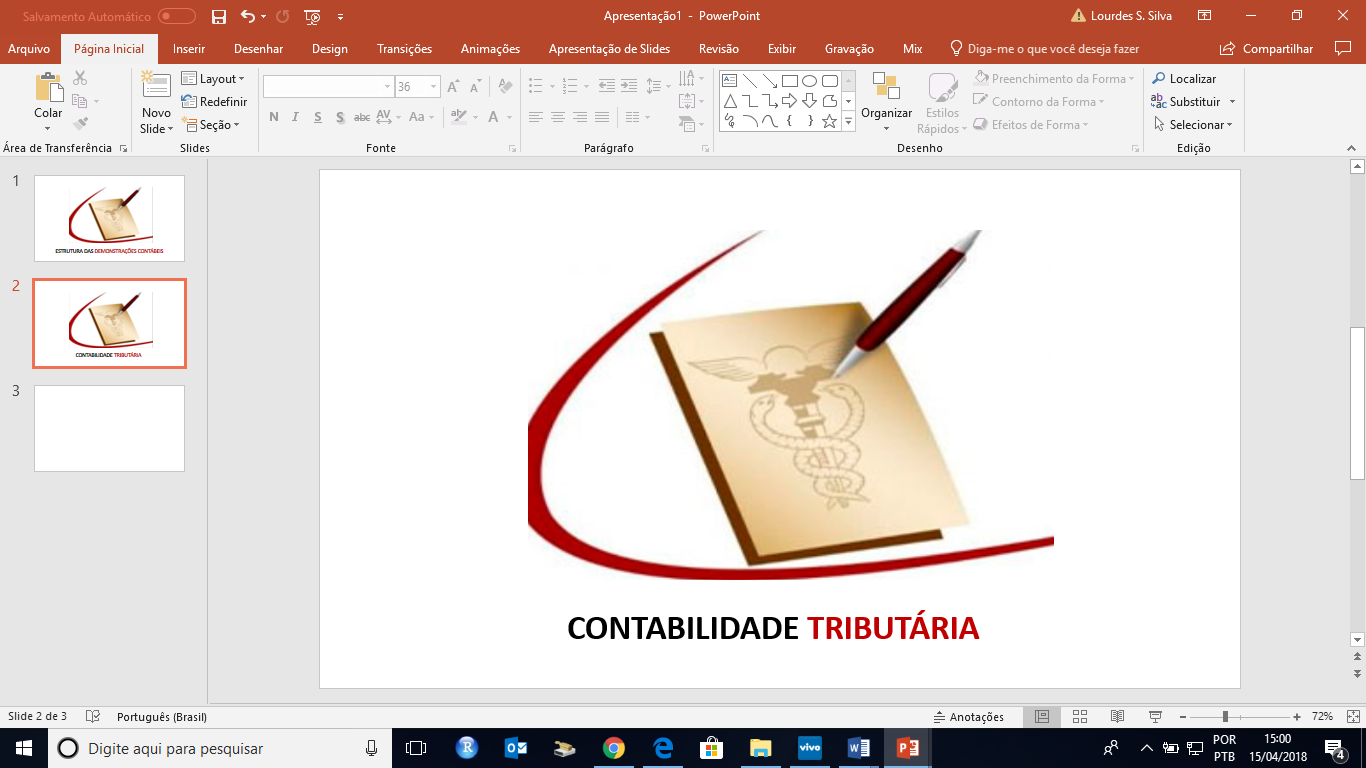 Salvamento Automático
Apresentação1 - PowerPoint
Lourdes S. Silva
Arquivo Página Inicial Inserir Desenhar Design Transições Animações Apresentação de Slides Revisão Exibir Gravação Mix Diga-me o que você deseja fazer Compartilhar
Colar
Área de Transferência
Novo Slide
Layout
Redefinir
Seção
Slides
36
N I S S abc AV Aa A
Fonte
Parágrafo
Organizar
Estilos Rápidos
Preenchimento da Forma
Contorno da Forma
Efeitos de Forma
Desenho
Localizar
Substituir
Selecionar
Edição
1
ESTRUTURA DAS DEMONSTRAÇÕES CONTÁBEIS
2
CONTABILIDADE TRIBUTÁRIA
3
CONTABILIDADE TRIBUTÁRIA
Slide 2 de 3 Português (Brasil) Anotações 72%
Digite aqui para pesquisar
R
vivo
POR
PTB
15:00
15/04/2018
4